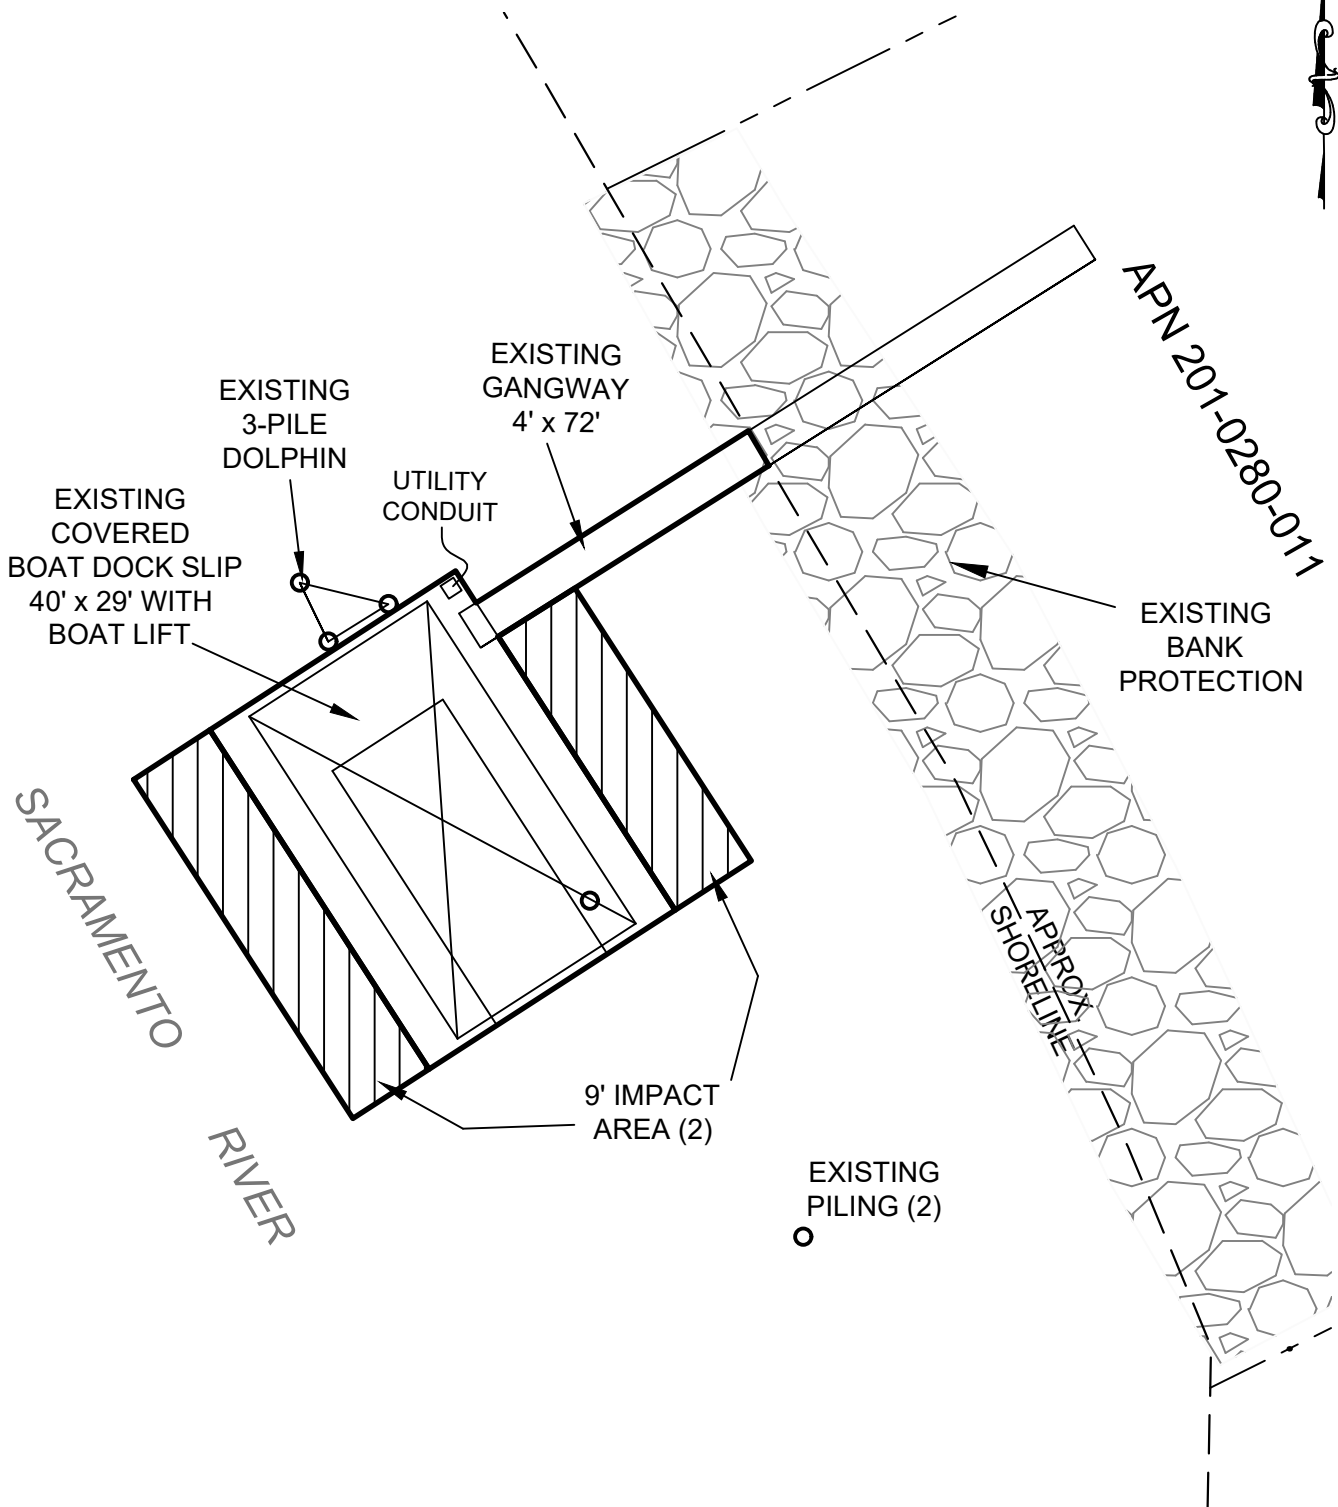 EXISTING
GANGWAY
4' x 72'
EXISTING
3-PILE
DOLPHIN
UTILITY
CONDUIT
EXISTING
COVERED
BOAT DOCK SLIP
40' x 29' WITH
BOAT LIFT
APN 201-0280-011
EXISTING
BANK
PROTECTION
SACRAMENTO
RIVER
APPROX
SHORELINE
9' IMPACT
AREA (2)
EXISTING
PILING (2)